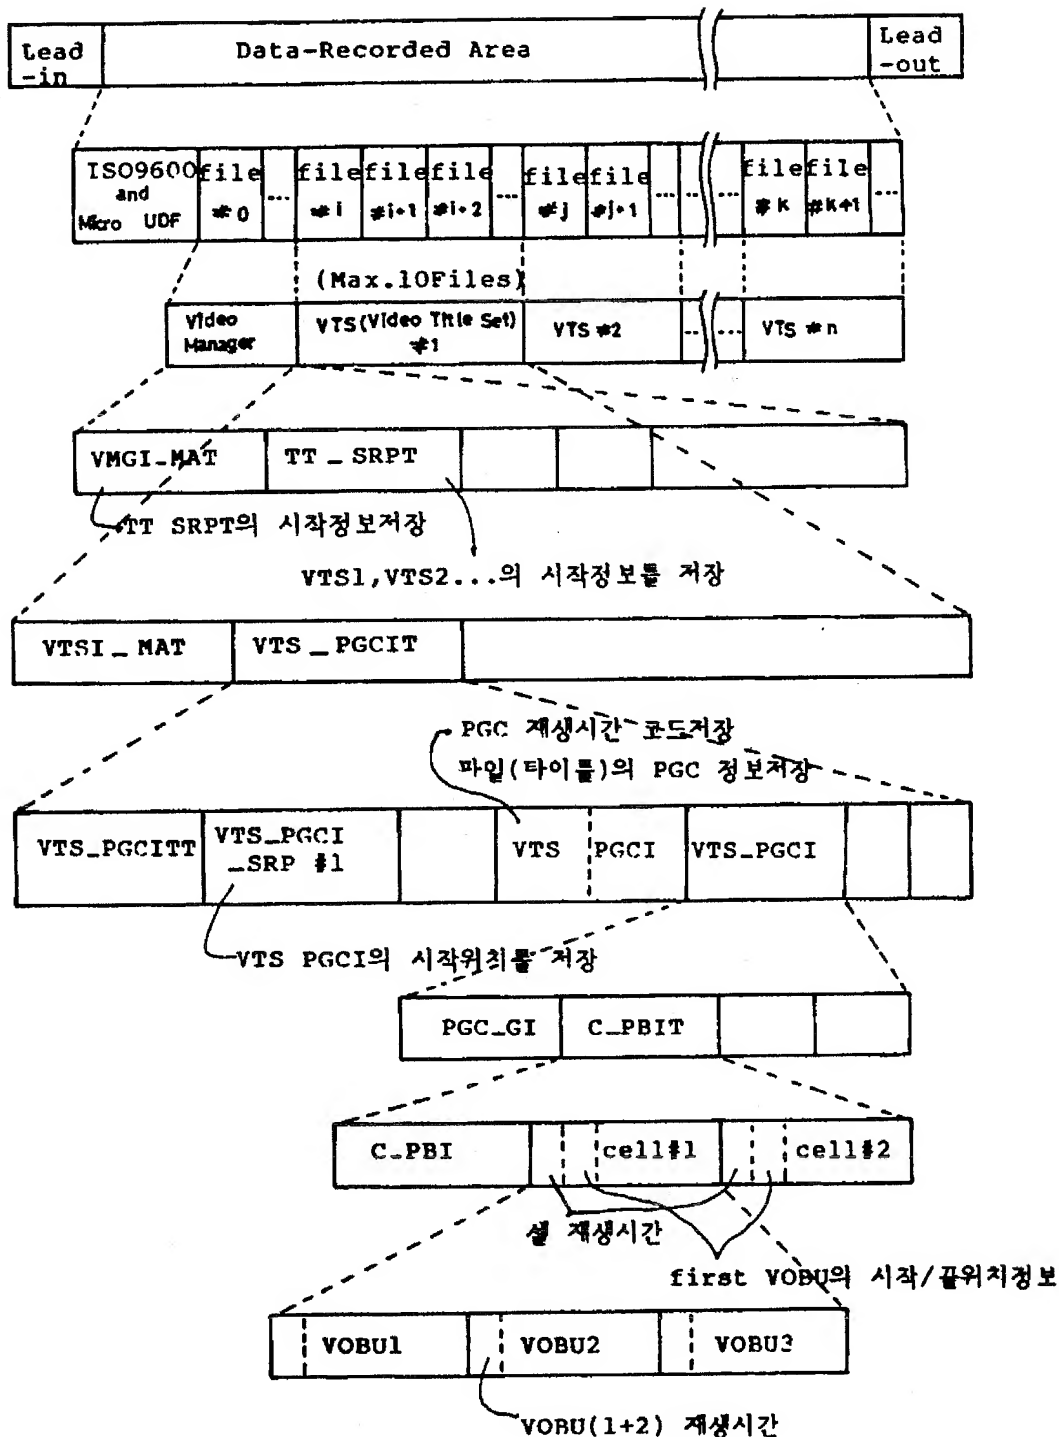 Lead
-in
Data-Recorded Area
Lead
-out
ISO9600
and
Micro UDF
file
#0
...
file
#i
file
#i+1
file
#i+2
...
file
#j
file
#j+1
...
...
...
file
#k
file
#k+1
...
(Max.10Files)
Video
Manager
VTS(Video Title Set)
#1
VTS #2
...
...
VTS #n
VMGI_MAT
TT_SRPT
TT SRPT의 시작정보저장
VTS1,VTS2...의 시작정보를 저장
VTSI_MAT
VTS_PGCIT
PGC 재생시간 코드저장
파일(타이틀)의 PGC 정보저장
VTS_PGCITT
VTS_PGCI
_SRP #1
VTS
PGCI
VTS_PGCI
VTS PGCI의 시작위치를 저장
PGC_GI
C_PBIT
C_PBI
cell#1
cell#2
셀 재생시간
first VOBU의 시작/끝위치정보
VOBU1
VOBU2
VOBU3
VOBU(1+2) 재생시간